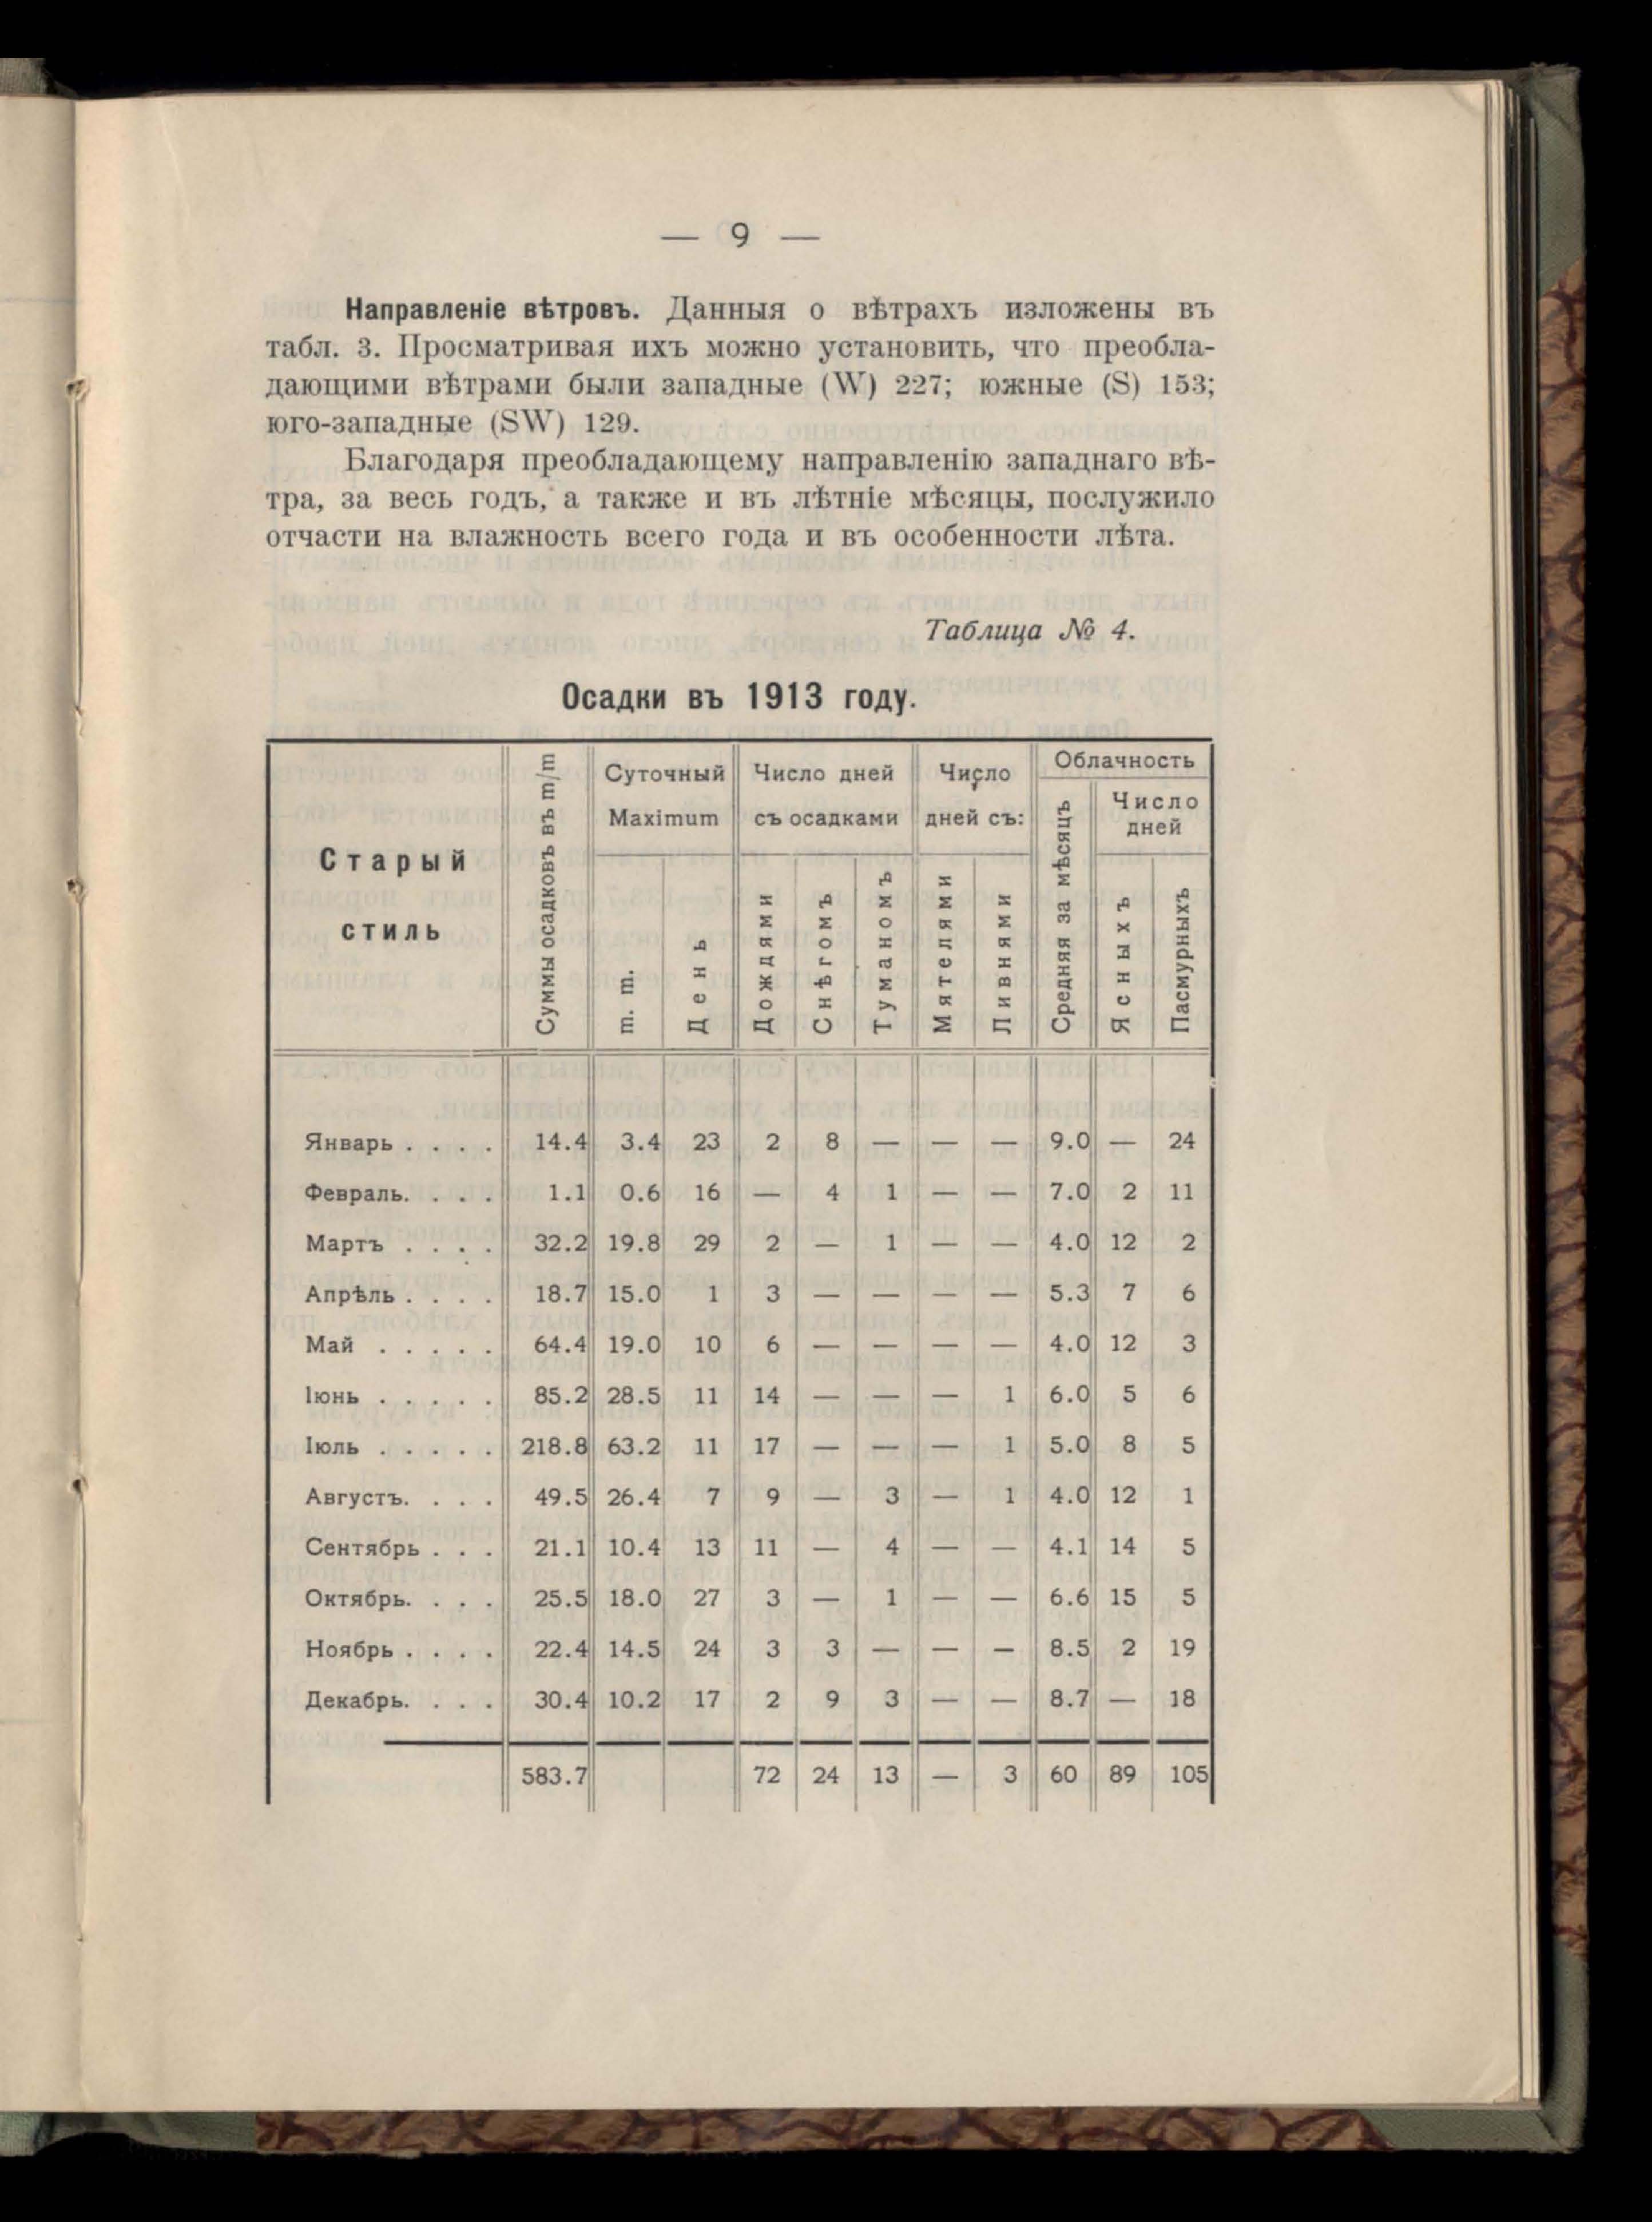 — 9 —
Направленіе вѣтровъ. Данныя о вѣтрахъ изложены въ
табл. 3. Просматривая ихъ можно установить, что преобла-
дающими вѣтрами были западные (W) 227; южные (S) 153;
юго-западные (SW) 129.
Благодаря преобладающему направленію западнаго вѣ-
тра, за весь годъ, а также и въ лѣтніе мѣсяцы, послужило
отчасти на влажность всего года и въ особенности лѣта.
Таблица № 4.
Осадки въ 1913 году.
Старый
стиль
Суммы осадковъ въ m/m
Суточный
Maximum
m. m.
День
Число дней
съ осадками
Дождями
Снѣгомъ
Туманомъ
Число
дней съ:
Мятелями
Ливнями
Облачность
Средняя за мѣсяцъ
Число
дней
Ясныхъ
Пасмурныхъ
Январь . . . . 14.4 3.4 23 2 8 — — — 9.0 — 24
Февраль. . . . 1.1 0.6 16 — 4 1 — — 7.0 2 11
Мартъ . . . . 32.2 19.8 29 2 — 1 — — 4.0 12 2
Апрѣль . . . . 18.7 15.0 1 3 — — — — 5.3 7 6
Май . . . . . 64.4 19.0 10 6 — — — — 4.0 12 3
Іюнь . . . . . 85.2 28.5 11 14 — — — 1 6.0 5 6
Іюль . . . . . 218.8 63.2 11 17 — — — 1 5.0 8 5
Августъ. . . . 49.5 26.4 7 9 — 3 — 1 4.0 12 1
Сентябрь . . . 21.1 10.4 13 11 — 4 — — 4.1 14 5
Октябрь. . . . 25.5 18.0 27 3 — 1 — — 6.6 15 5
Ноябрь . . . . 22.4 14.5 24 3 3 — — — 8.5 2 19
Декабрь. . . . 30.4 10.2 17 2 9 3 — — 8.7 — 18
583.7 72 24 13 — 3 60 89 105